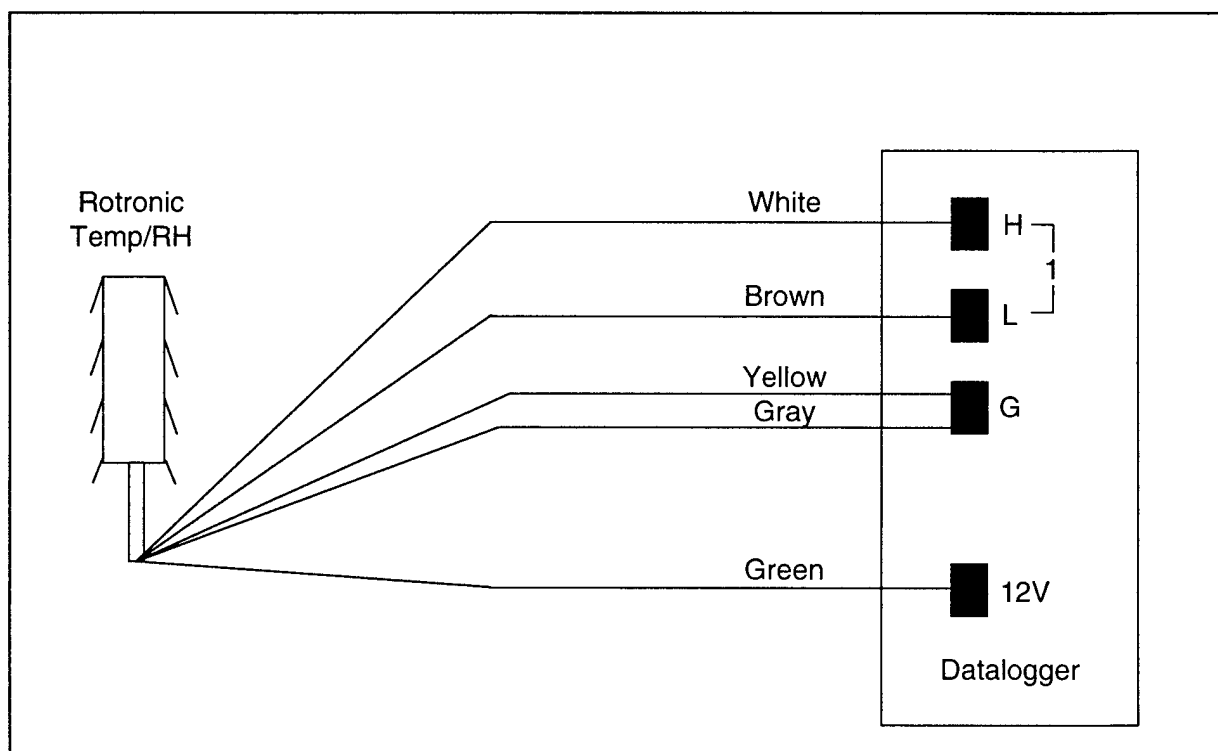 Rotronic
Temp/RH
White
H
1
Brown
L
Yellow
Gray
G
Green
12V
Datalogger